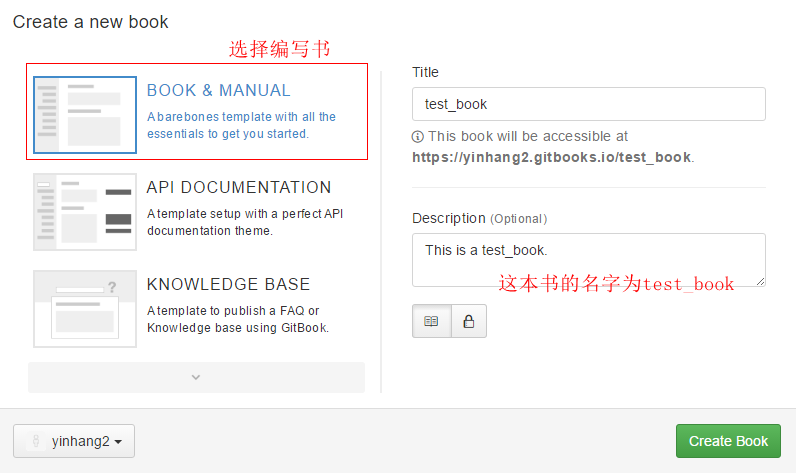 Create a new book
选择编写书
BOOK & MANUAL
A barebones template with all the
essentials to get you started.
API DOCUMENTATION
A template setup with a perfect API
documentation theme.
KNOWLEDGE BASE
A template to publish a FAQ or
Knowledge base using GitBook.
Title
test_book
This book will be accessible at
https://yinhang2.gitbooks.io/test_book.
Description (Optional)
This is a test_book.
这本书的名字为test_book
yinhang2
Create Book